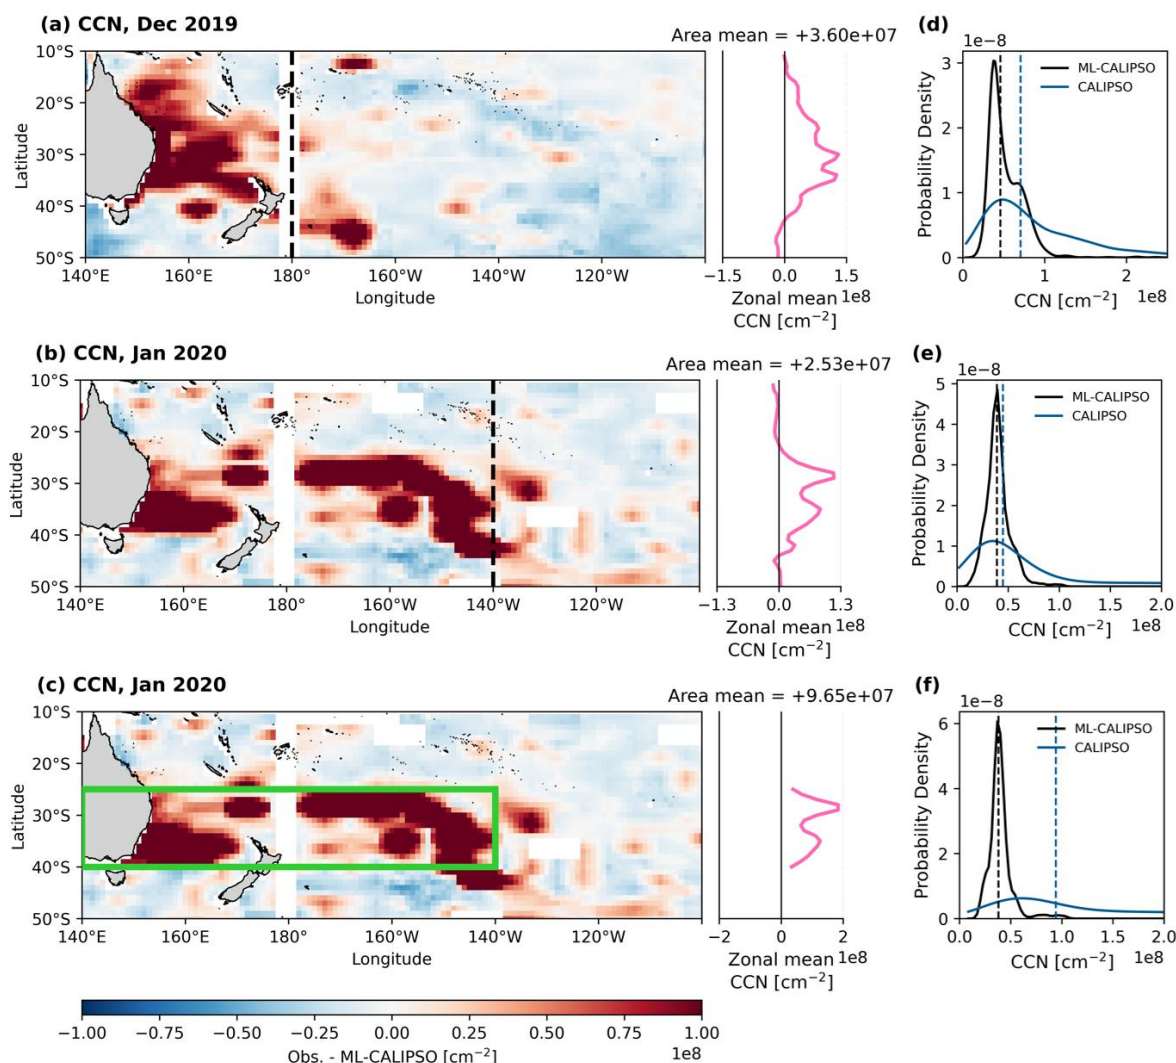 (a) CCN, Dec 2019
Area mean = +3.60e+07
(d)
1e−8
10°S
20°S
30°S
40°S
50°S
Latitude
140°E
160°E
180°
160°W
140°W
120°W
Longitude
−1.5
0.0
1.5
1e8
Zonal mean
CCN [cm−2]
ML-CALIPSO
CALIPSO
Probability Density
3
2
1
0
0
1
2
CCN [cm−2]
1e8
(b) CCN, Jan 2020
Area mean = +2.53e+07
(e)
1e−8
10°S
20°S
30°S
40°S
50°S
Latitude
140°E
160°E
180°
160°W
140°W
120°W
Longitude
−1.3
0.0
1.3
1e8
Zonal mean
CCN [cm−2]
ML-CALIPSO
CALIPSO
Probability Density
5
4
3
2
1
0
0.0
0.5
1.0
1.5
2.0
CCN [cm−2]
1e8
(c) CCN, Jan 2020
Area mean = +9.65e+07
(f)
1e−8
10°S
20°S
30°S
40°S
50°S
Latitude
140°E
160°E
180°
160°W
140°W
120°W
Longitude
−2
0
2
1e8
Zonal mean
CCN [cm−2]
ML-CALIPSO
CALIPSO
Probability Density
6
4
2
0
0.0
0.5
1.0
1.5
2.0
CCN [cm−2]
1e8
−1.00
−0.75
−0.50
−0.25
0.00
0.25
0.50
0.75
1.00
Obs. - ML-CALIPSO [cm−2]
1e8